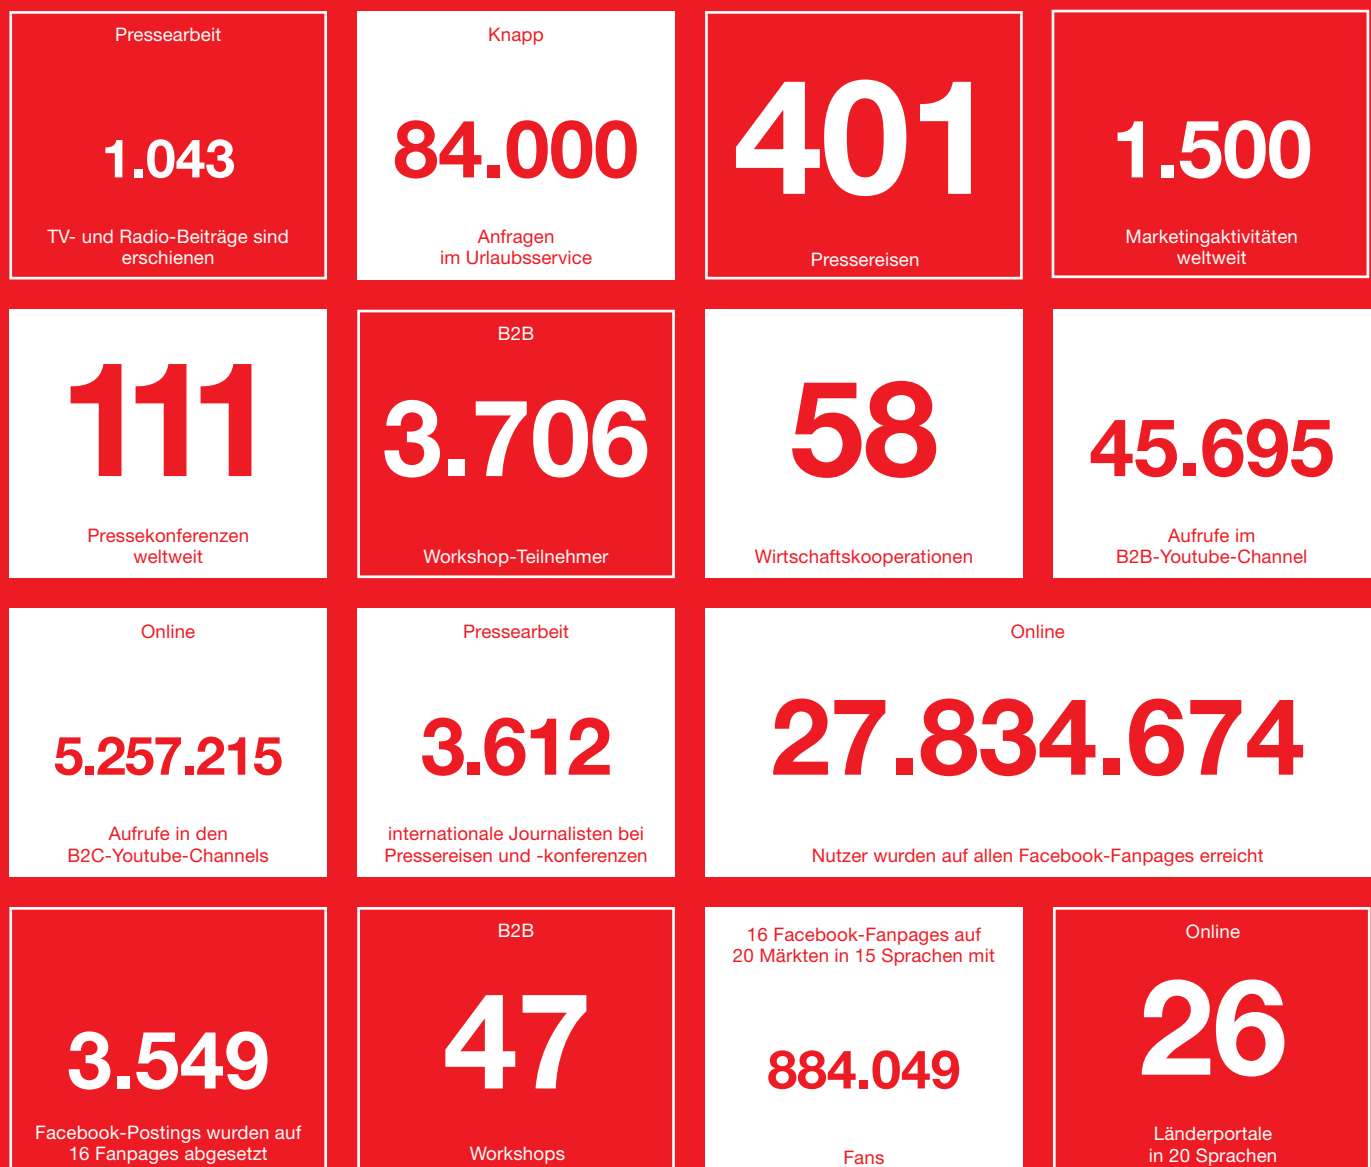 Pressearbeit
1.043
TV- und Radio-Beiträge sind
erschienen
Knapp
84.000
Anfragen
im Urlaubsservice
401
Pressereisen
1.500
Marketingaktivitäten
weltweit
111
Pressekonferenzen
weltweit
B2B
3.706
Workshop-Teilnehmer
58
Wirtschaftskooperationen
45.695
Aufrufe im
B2B-Youtube-Channel
Online
5.257.215
Aufrufe in den
B2C-Youtube-Channels
Pressearbeit
3.612
internationale Journalisten bei
Pressereisen und -konferenzen
Online
27.834.674
Nutzer wurden auf allen Facebook-Fanpages erreicht
3.549
Facebook-Postings wurden auf
16 Fanpages abgesetzt
B2B
47
Workshops
16 Facebook-Fanpages auf
20 Märkten in 15 Sprachen mit
884.049
Fans
Online
26
Länderportale
in 20 Sprachen